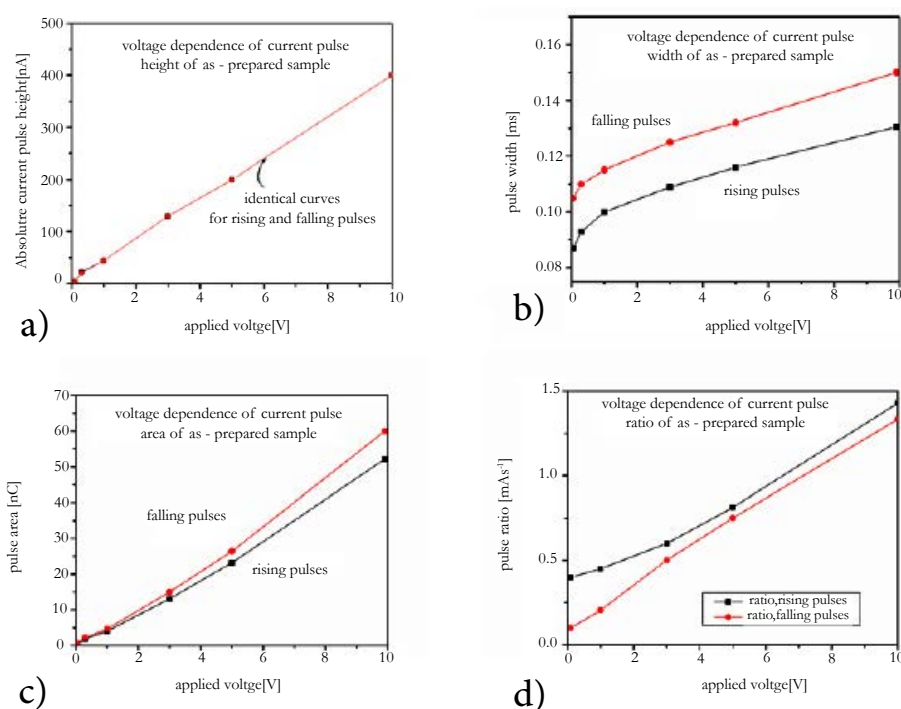 500
400
300
200
100
0
Absolutre current pulse height[nA]
voltage dependence of current pulse
height of as - prepared sample
identical curves
for rising and falling pulses
0 2 4 6 8 10
applied voltge[V]
a)
0.16
0.14
0.12
0.10
0.08
pulse width [ms]
voltage dependence of current pulse
width of as - prepared sample
falling pulses
rising pulses
0 2 4 6 8 10
applied voltge[V]
b)
70
60
50
40
30
20
10
0
pulse area [nC]
voltage dependence of current pulse
area of as - prepared sample
falling pulses
rising pulses
0 2 4 6 8 10
applied voltge[V]
c)
1.5
1.0
0.5
0.0
pulse ratio [mAs⁻¹]
voltage dependence of current pulse
ratio of as - prepared sample
ratio,rising pulses
ratio,falling pulses
0 2 4 6 8 10
applied voltge[V]
d)